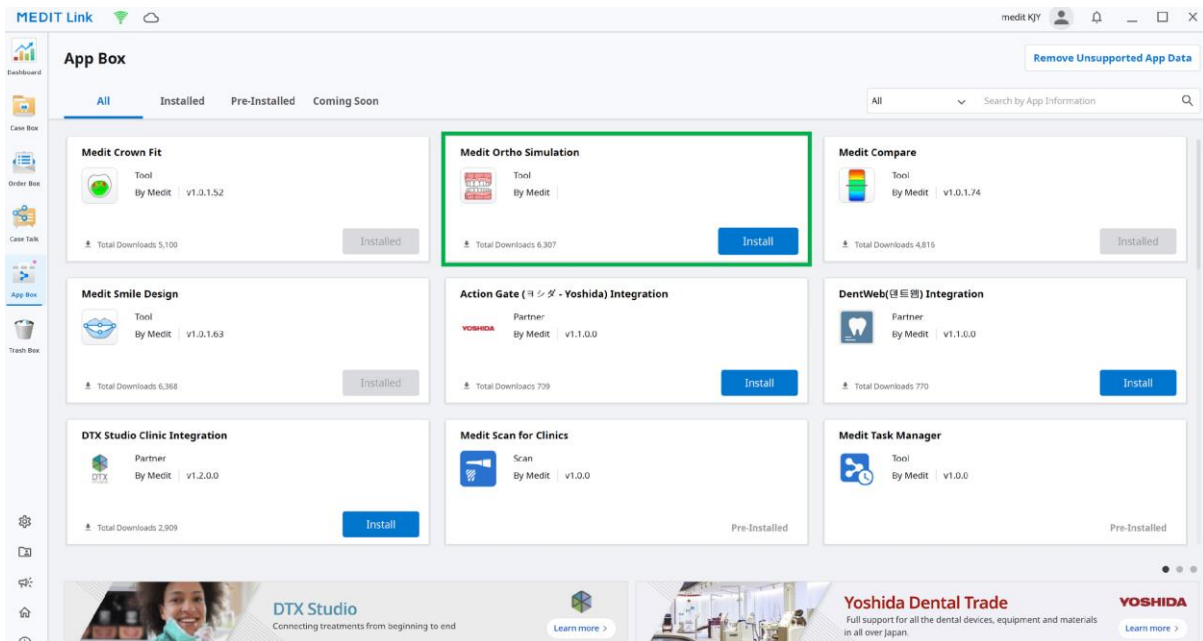 MEDIT Link
medit KJY
Dashboard
Case Box
Order Box
Case Talk
App Box
Trash Box
App Box
Remove Unsupported App Data
All Installed Pre-Installed Coming Soon
All
Search by App Information
Medit Crown Fit
Tool
By Medit v1.0.1.52
Total Downloads 5,100
Installed
Medit Ortho Simulation
Tool
By Medit
Total Downloads 6,307
Install
Medit Compare
Tool
By Medit v1.0.1.74
Total Downloads 4,816
Installed
Medit Smile Design
Tool
By Medit v1.0.1.63
Total Downloads 6,368
Installed
Action Gate (ヨシダ - Yoshida) Integration
YOSHIDA
Partner
By Medit v1.1.0.0
Total Downloads 709
Install
DentWeb(덴트웹) Integration
Partner
By Medit v1.1.0.0
Total Downloads 770
Install
DTX Studio Clinic Integration
DTX
Partner
By Medit v1.2.0.0
Total Downloads 2,909
Install
Medit Scan for Clinics
Scan
By Medit v1.0.0
Pre-Installed
Medit Task Manager
Tool
By Medit v1.0.0
Pre-Installed
DTX Studio
Connecting treatments from beginning to end
Learn more >
Yoshida Dental Trade
Full support for all the dental devices, equipment and materials
in all over Japan.
YOSHIDA
Learn more >